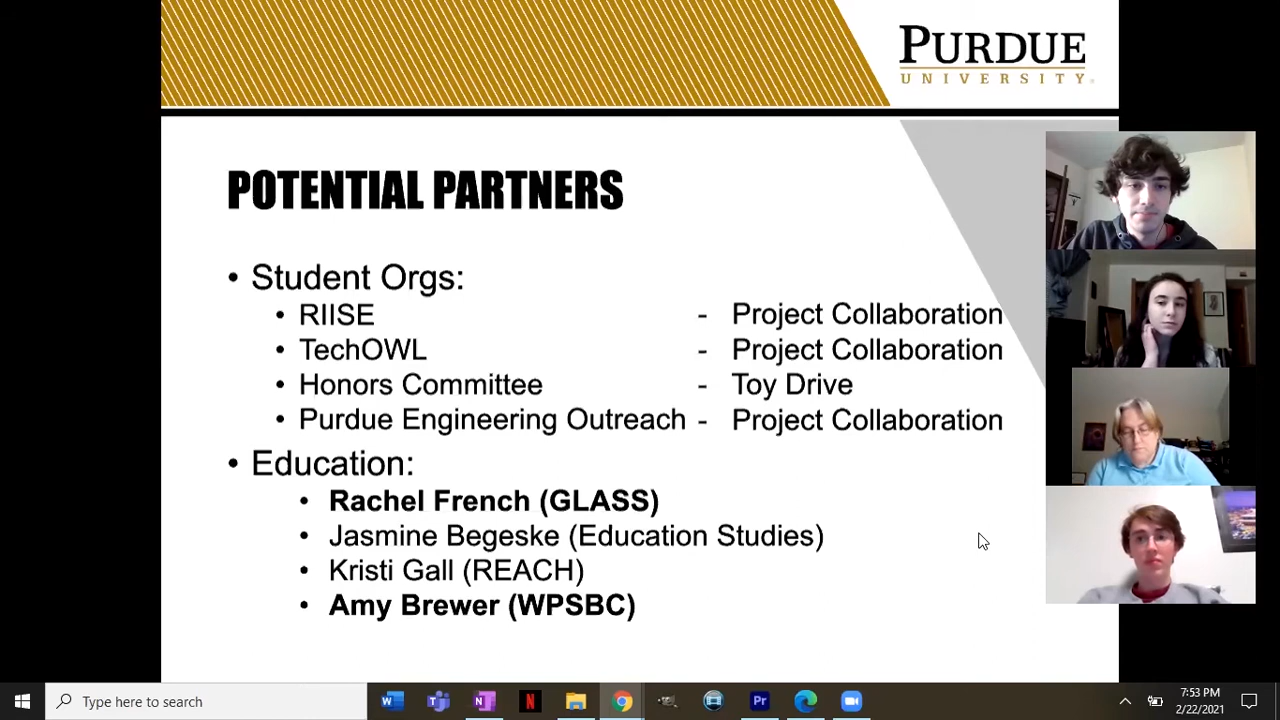 PURDUE
UNIVERSITY
POTENTIAL PARTNERS
• Student Orgs:
• RIISE - Project Collaboration
• TechOWL - Project Collaboration
• Honors Committee - Toy Drive
• Purdue Engineering Outreach - Project Collaboration
• Education:
• Rachel French (GLASS)
• Jasmine Begeske (Education Studies)
• Kristi Gall (REACH)
• Amy Brewer (WPSBC)
Type here to search
7:53 PM
2/22/2021